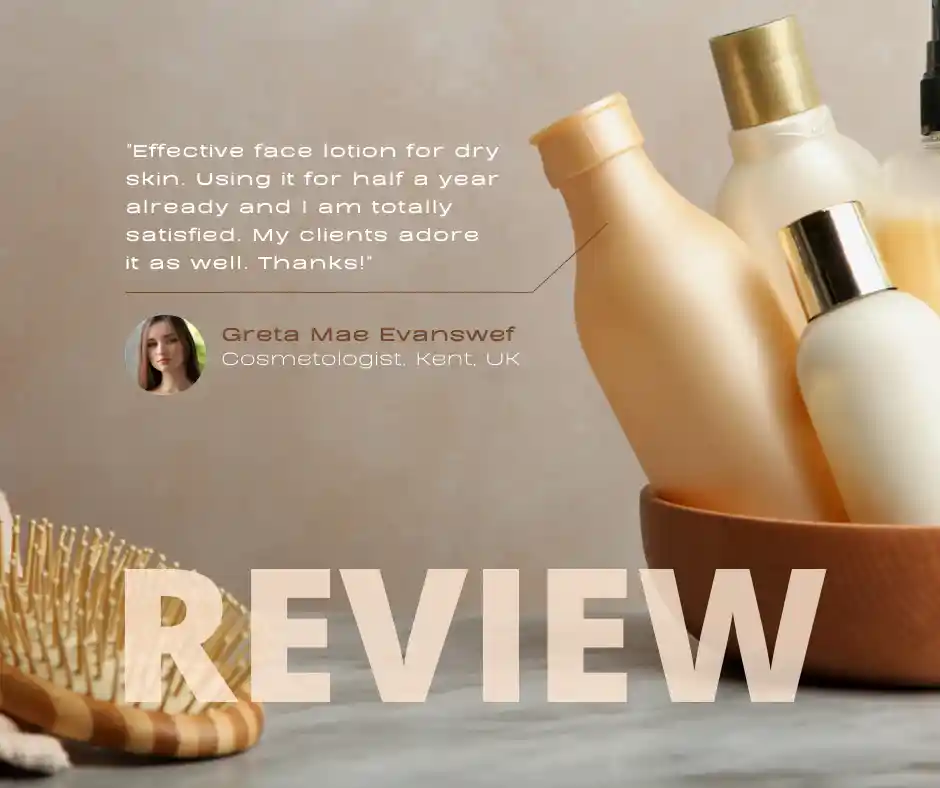 "Effective face lotion for dry
skin. Using it for half a year
already and I am totally
satisfied. My clients adore
it as well. Thanks!"
Greta Mae Evanswef
Cosmetologist, Kent, UK
REVIEW